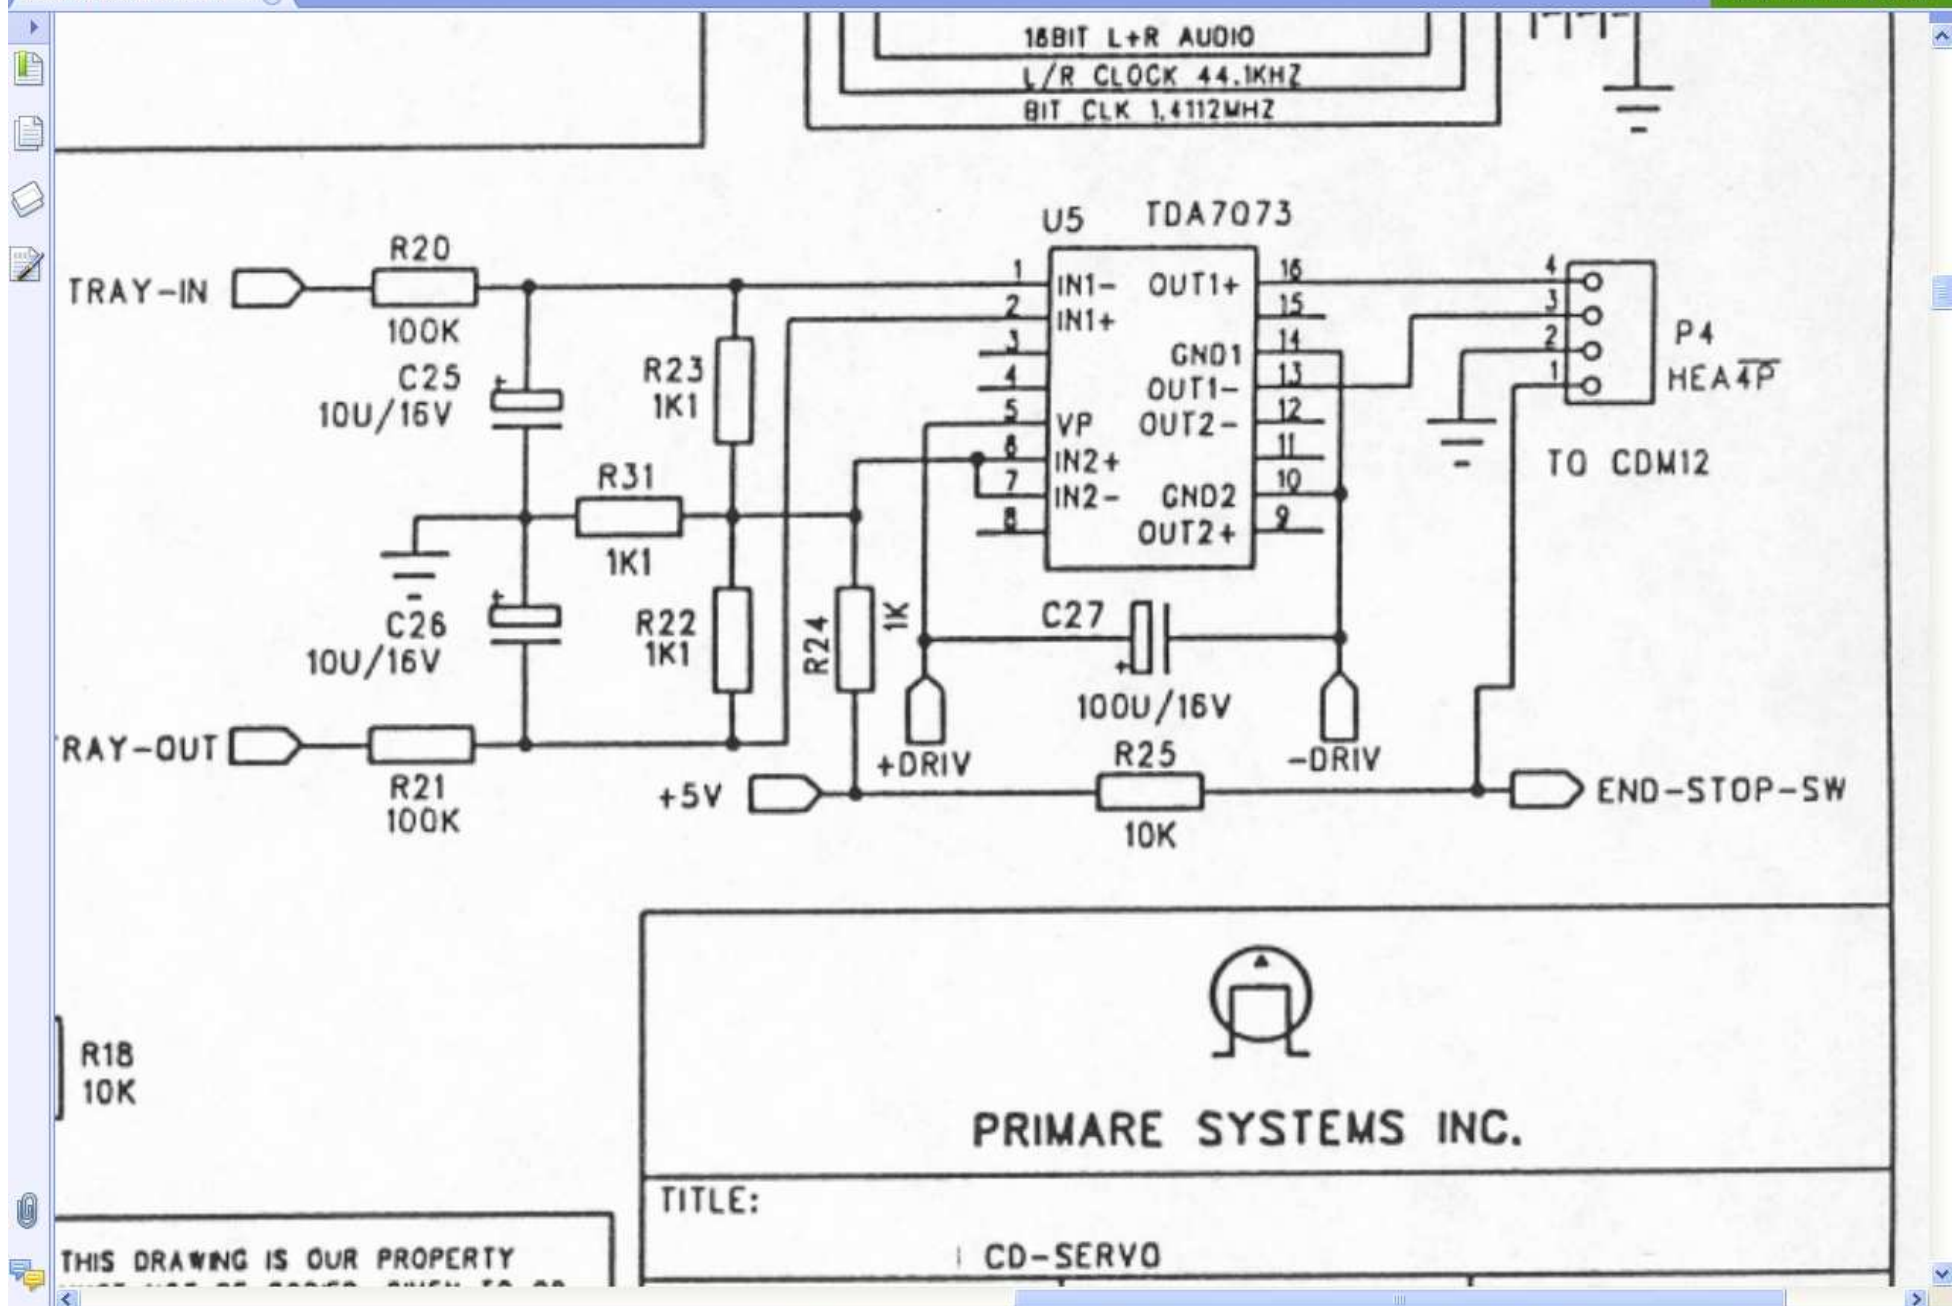 16BIT L+R AUDIO
L/R CLOCK 44.1KHZ
BIT CLK 1.4112MHZ
U5 TDA7073
TRAY-IN
R20
100K
C25
10U/16V
R23
1K1
R31
1K1
C26
10U/16V
R22
1K1
R24
1K
RAY-OUT
R21
100K
1 IN1-
2 IN1+
3
4
5 VP
6 IN2+
7 IN2-
8
OUT1+ 16
15
GND1 14
OUT1- 13
OUT2- 12
11
GND2 10
OUT2+ 9
4
3
2
1
P4
HEA4P
TO CDM12
C27
+
100U/16V
+DRIV
-DRIV
+5V
R25
10K
END-STOP-SW
R18
10K
PRIMARE SYSTEMS INC.
TITLE:
CD-SERVO
THIS DRAWING IS OUR PROPERTY